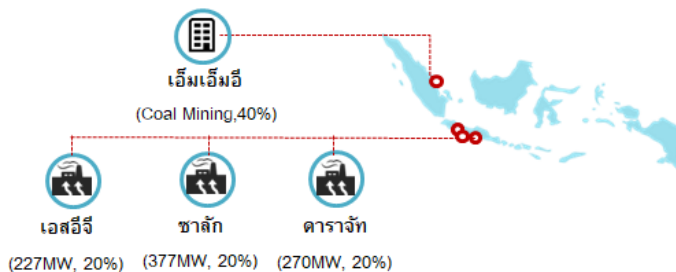 เอ็มเอ็มอี
(Coal Mining,40%)
เอสอีจี
ซาลัก
ดาราจัท
(227MW, 20%)
(377MW, 20%)
(270MW, 20%)